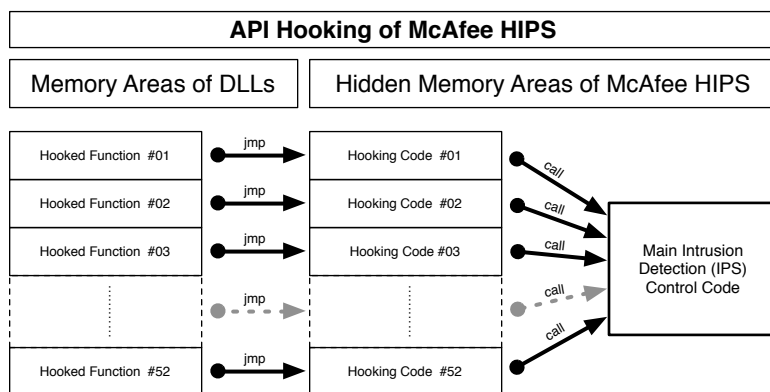 API Hooking of McAfee HIPS
Memory Areas of DLLs
Hidden Memory Areas of McAfee HIPS
Hooked Function #01
jmp
Hooking Code #01
call
Hooked Function #02
jmp
Hooking Code #02
call
Hooked Function #03
jmp
Hooking Code #03
call
Main Intrusion
Detection (IPS)
Control Code
jmp
call
Hooked Function #52
jmp
Hooking Code #52
call